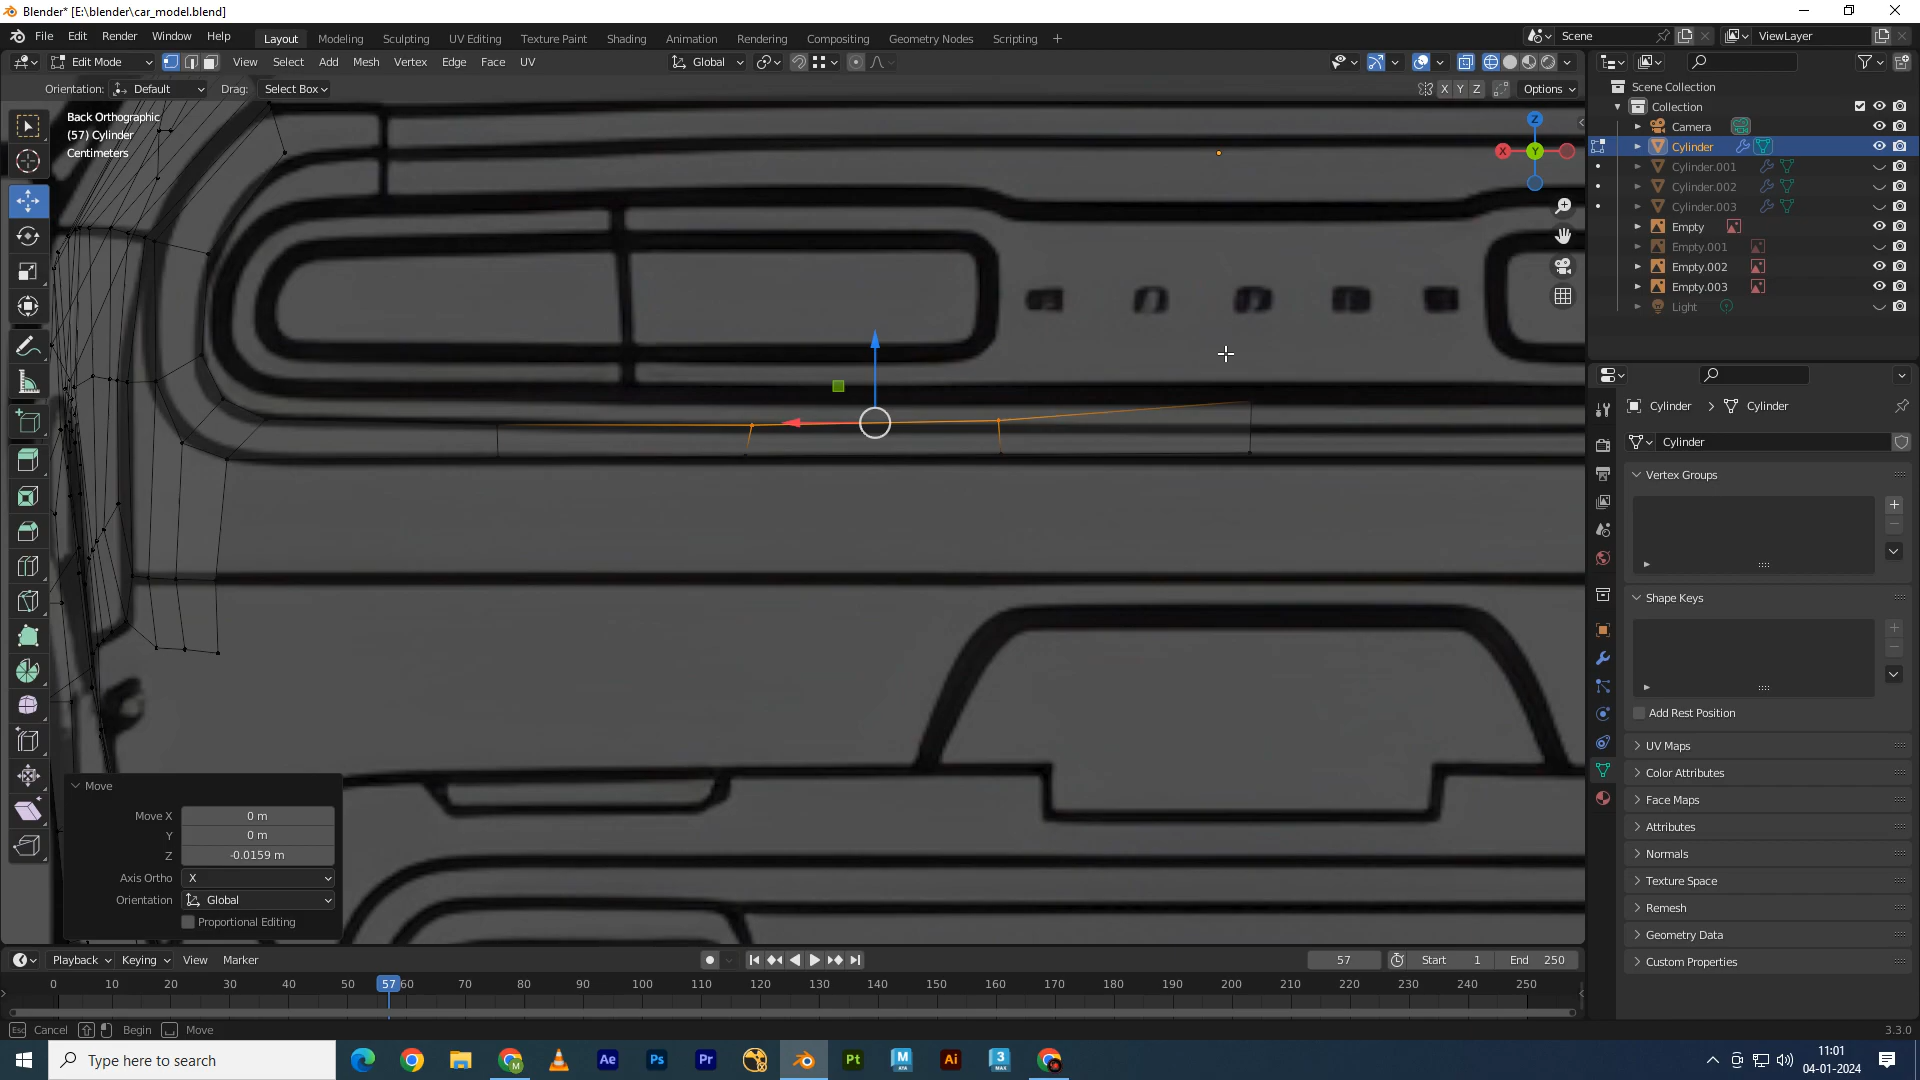 Blender* [E:\blender\car_model.blend]
File Edit Render Window Help Layout Modeling Sculpting UV Editing Texture Paint Shading Animation Rendering Compositing Geometry Nodes Scripting + Scene ViewLayer
Edit Mode View Select Add Mesh Vertex Edge Face UV Global
Orientation: Default Drag: Select Box X Y Z Options
Back Orthographic
(57) Cylinder
Centimeters
Z
X Y
Scene Collection
Collection
Camera
Cylinder
Cylinder.001
Cylinder.002
Cylinder.003
Empty
Empty.001
Empty.002
Empty.003
Light
Cylinder > Cylinder
Cylinder
Vertex Groups
Shape Keys
Add Rest Position
UV Maps
Color Attributes
Face Maps
Attributes
Normals
Texture Space
Remesh
Geometry Data
Custom Properties
Move
Move X 0 m
Y 0 m
Z -0.0159 m
Axis Ortho X
Orientation Global
Proportional Editing
Playback Keying View Marker 57 Start 1 End 250
0 10 20 30 40 50 57 60 70 80 90 100 110 120 130 140 150 160 170 180 190 200 210 220 230 240 250
Esc Cancel Begin Move 3.3.0
Type here to search Ae Ps Pr Pt M Ai 3 11:01
04-01-2024